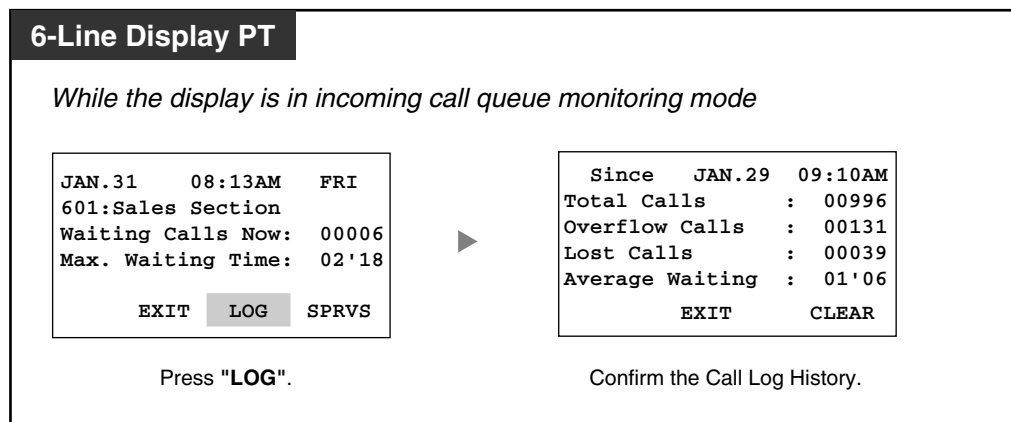 6-Line Display PT
While the display is in incoming call queue monitoring mode
JAN.31 08:13AM FRI
601:Sales Section
Waiting Calls Now: 00006
Max. Waiting Time: 02'18
EXIT LOG SPRVS
Press "LOG".
Since JAN.29 09:10AM
Total Calls : 00996
Overflow Calls : 00131
Lost Calls : 00039
Average Waiting : 01'06
EXIT CLEAR
Confirm the Call Log History.